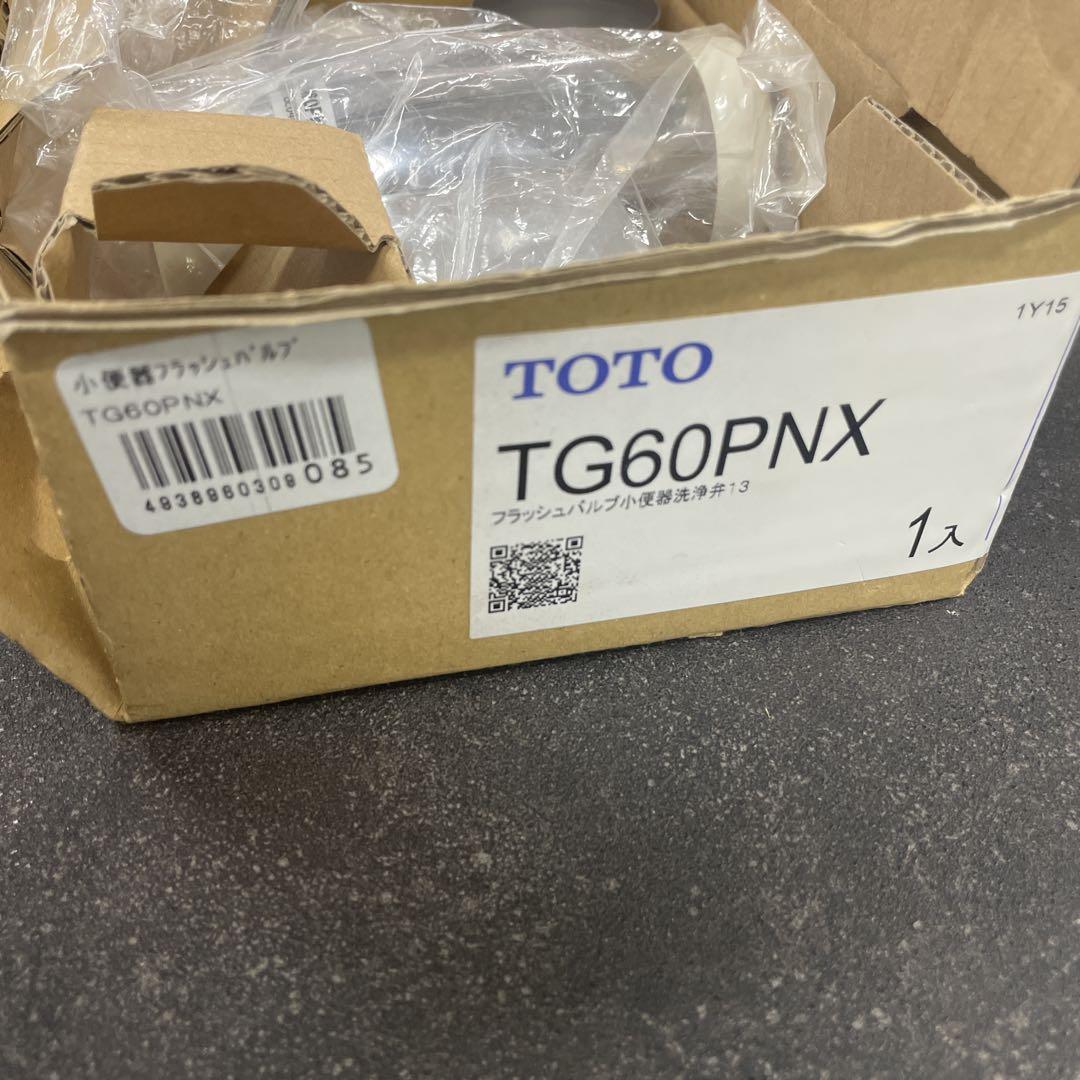 小便器フラッシュバルブ
TG60PNX
4938960309085
TOTO
1Y15
TG60PNX
フラッシュバルブ小便器洗浄弁13
1入